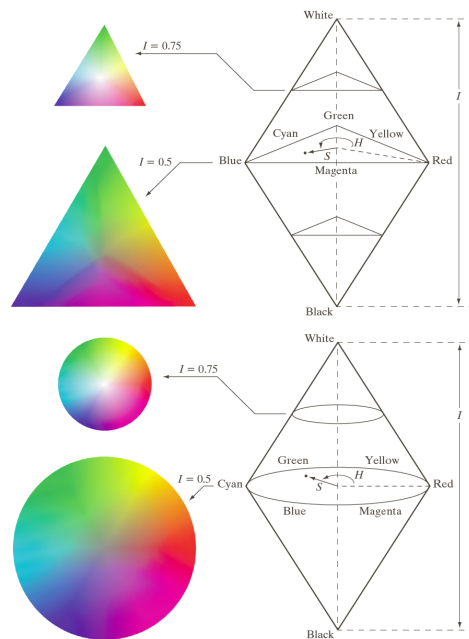 White
I = 0.75
I
Green
Cyan
Yellow
I = 0.5
H
S
Blue
Red
Magenta
Black
White
I = 0.75
I
Green
Yellow
I = 0.5
Cyan
H
S
Red
Blue
Magenta
Black